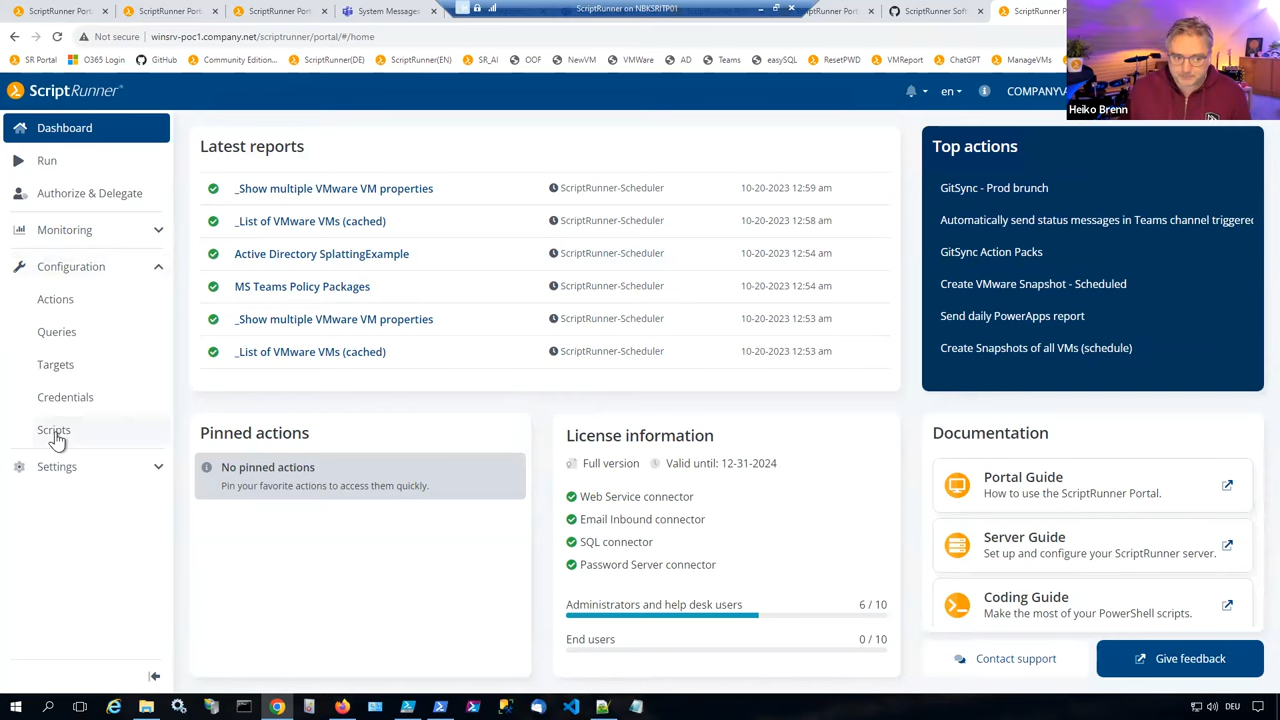 ScriptRunner Port
ScriptRunner Port
ScriptRunner Port
System Messages
ScriptRunner on NBKSRITP01
r Port
ScriptRunner Soft
ScriptRunner P
Not secure
winsrv-poc1.company.net/scriptrunner/portal/#/home
SR Portal
O365 Login
GitHub
Community Edition...
ScriptRunner(DE)
ScriptRunner(EN)
SR_AI
OOF
NewVM
VMWare
AD
Teams
easySQL
ResetPWD
VMReport
ChatGPT
ManageVMs
ScriptRunner®
en
COMPANY\
Heiko Brenn
Dashboard
Run
Authorize & Delegate
Monitoring
Configuration
Actions
Queries
Targets
Credentials
Scripts
Settings
Latest reports
_Show multiple VMware VM properties ScriptRunner-Scheduler 10-20-2023 12:59 am
_List of VMware VMs (cached) ScriptRunner-Scheduler 10-20-2023 12:58 am
Active Directory SplattingExample ScriptRunner-Scheduler 10-20-2023 12:54 am
MS Teams Policy Packages ScriptRunner-Scheduler 10-20-2023 12:54 am
_Show multiple VMware VM properties ScriptRunner-Scheduler 10-20-2023 12:53 am
_List of VMware VMs (cached) ScriptRunner-Scheduler 10-20-2023 12:53 am
Top actions
GitSync - Prod brunch
Automatically send status messages in Teams channel triggered
GitSync Action Packs
Create VMware Snapshot - Scheduled
Send daily PowerApps report
Create Snapshots of all VMs (schedule)
Pinned actions
No pinned actions
Pin your favorite actions to access them quickly.
License information
Full version Valid until: 12-31-2024
Web Service connector
Email Inbound connector
SQL connector
Password Server connector
Administrators and help desk users 6 / 10
End users 0 / 10
Documentation
Portal Guide
How to use the ScriptRunner Portal.
Server Guide
Set up and configure your ScriptRunner server.
Coding Guide
Make the most of your PowerShell scripts.
Contact support
Give feedback
DEU